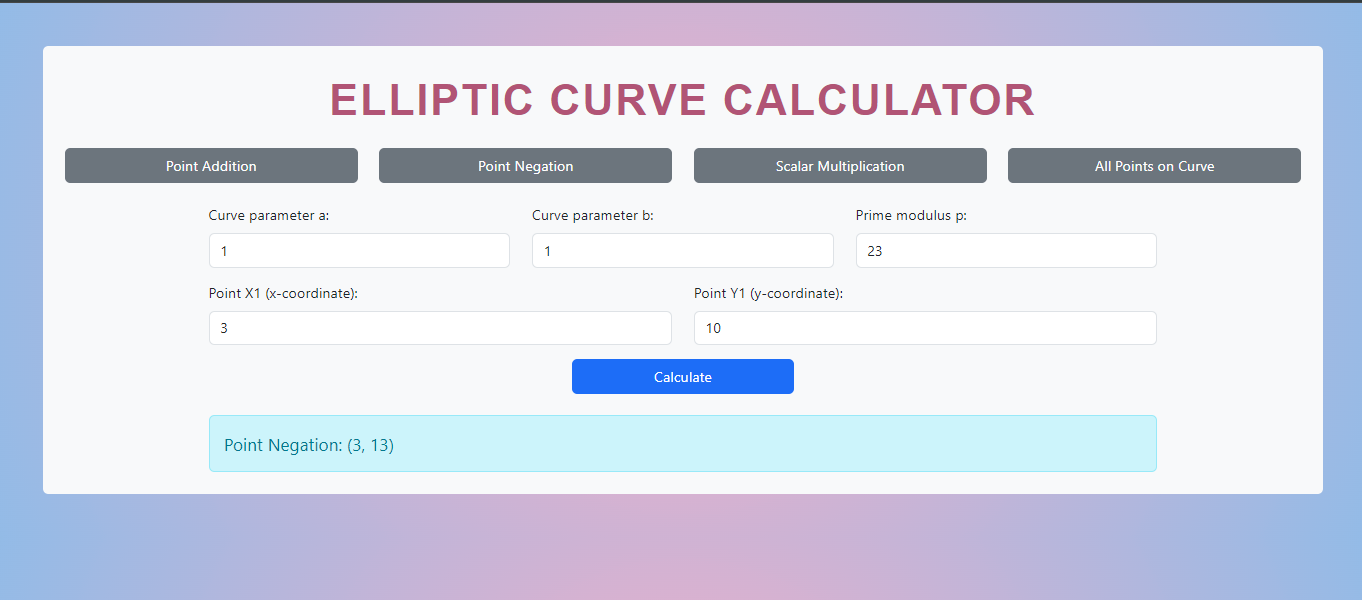 ELLIPTIC CURVE CALCULATOR
Point Addition
Point Negation
Scalar Multiplication
All Points on Curve
Curve parameter a:
Curve parameter b:
Prime modulus p:
1
1
23
Point X1 (x-coordinate):
Point Y1 (y-coordinate):
3
10
Calculate
Point Negation: (3, 13)